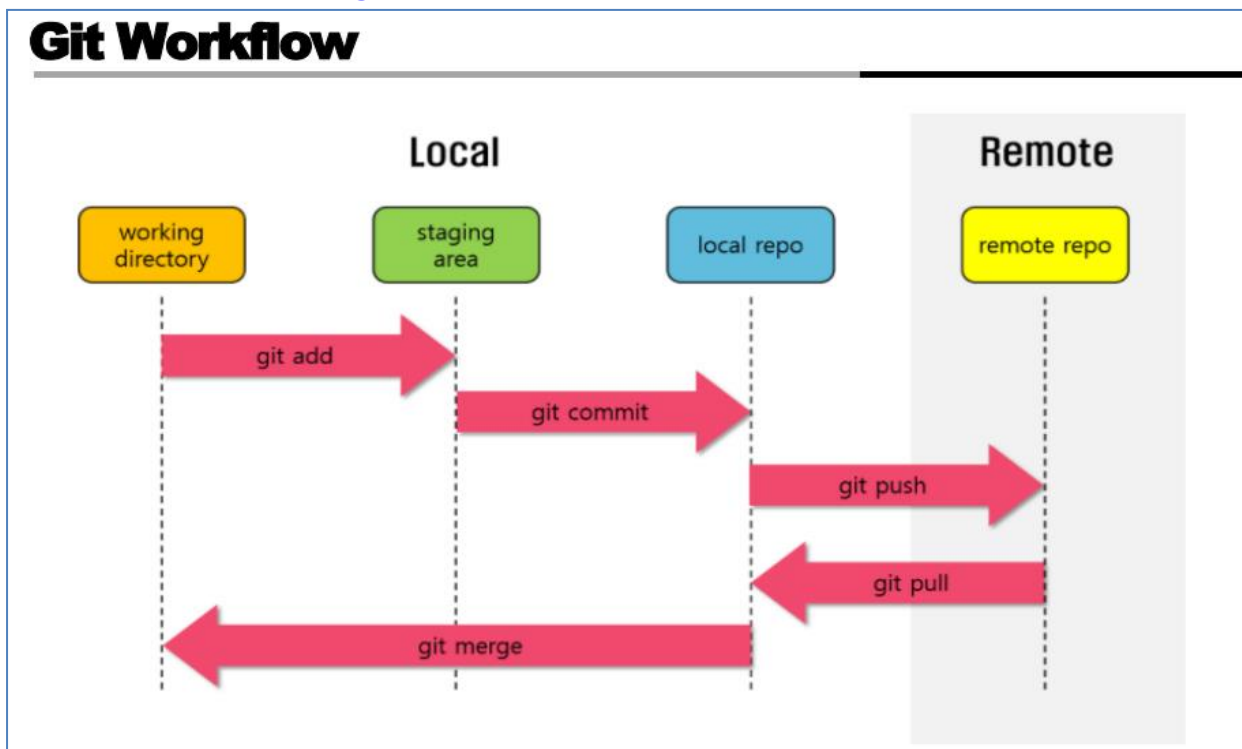 Git Workflow
Local
Remote
working
directory
staging
area
local repo
remote repo
git add
git commit
git push
git pull
git merge